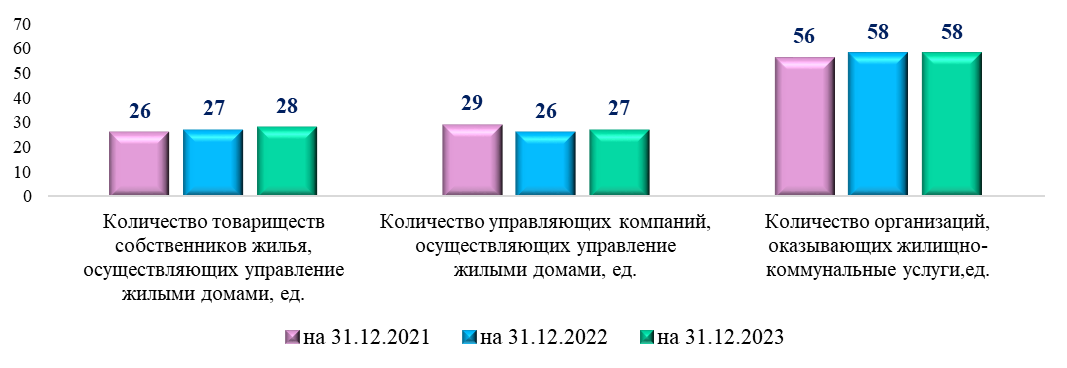 70
60
50
40
30
20
10
0
26
27
28
29
26
27
56
58
58
Количество товариществ
собственников жилья,
осуществляющих управление
жилыми домами, ед.
Количество управляющих компаний,
осуществляющих управление
жилыми домами, ед.
Количество организаций,
оказывающих жилищно-
коммунальные услуги,ед.
на 31.12.2021
на 31.12.2022
на 31.12.2023